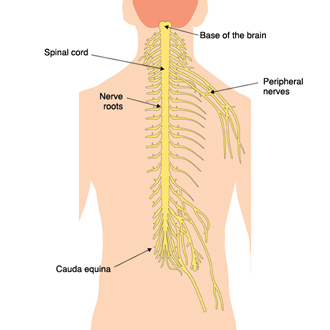 Base of the brain
Spinal cord
Peripheral
nerves
Nerve
roots
Cauda equina